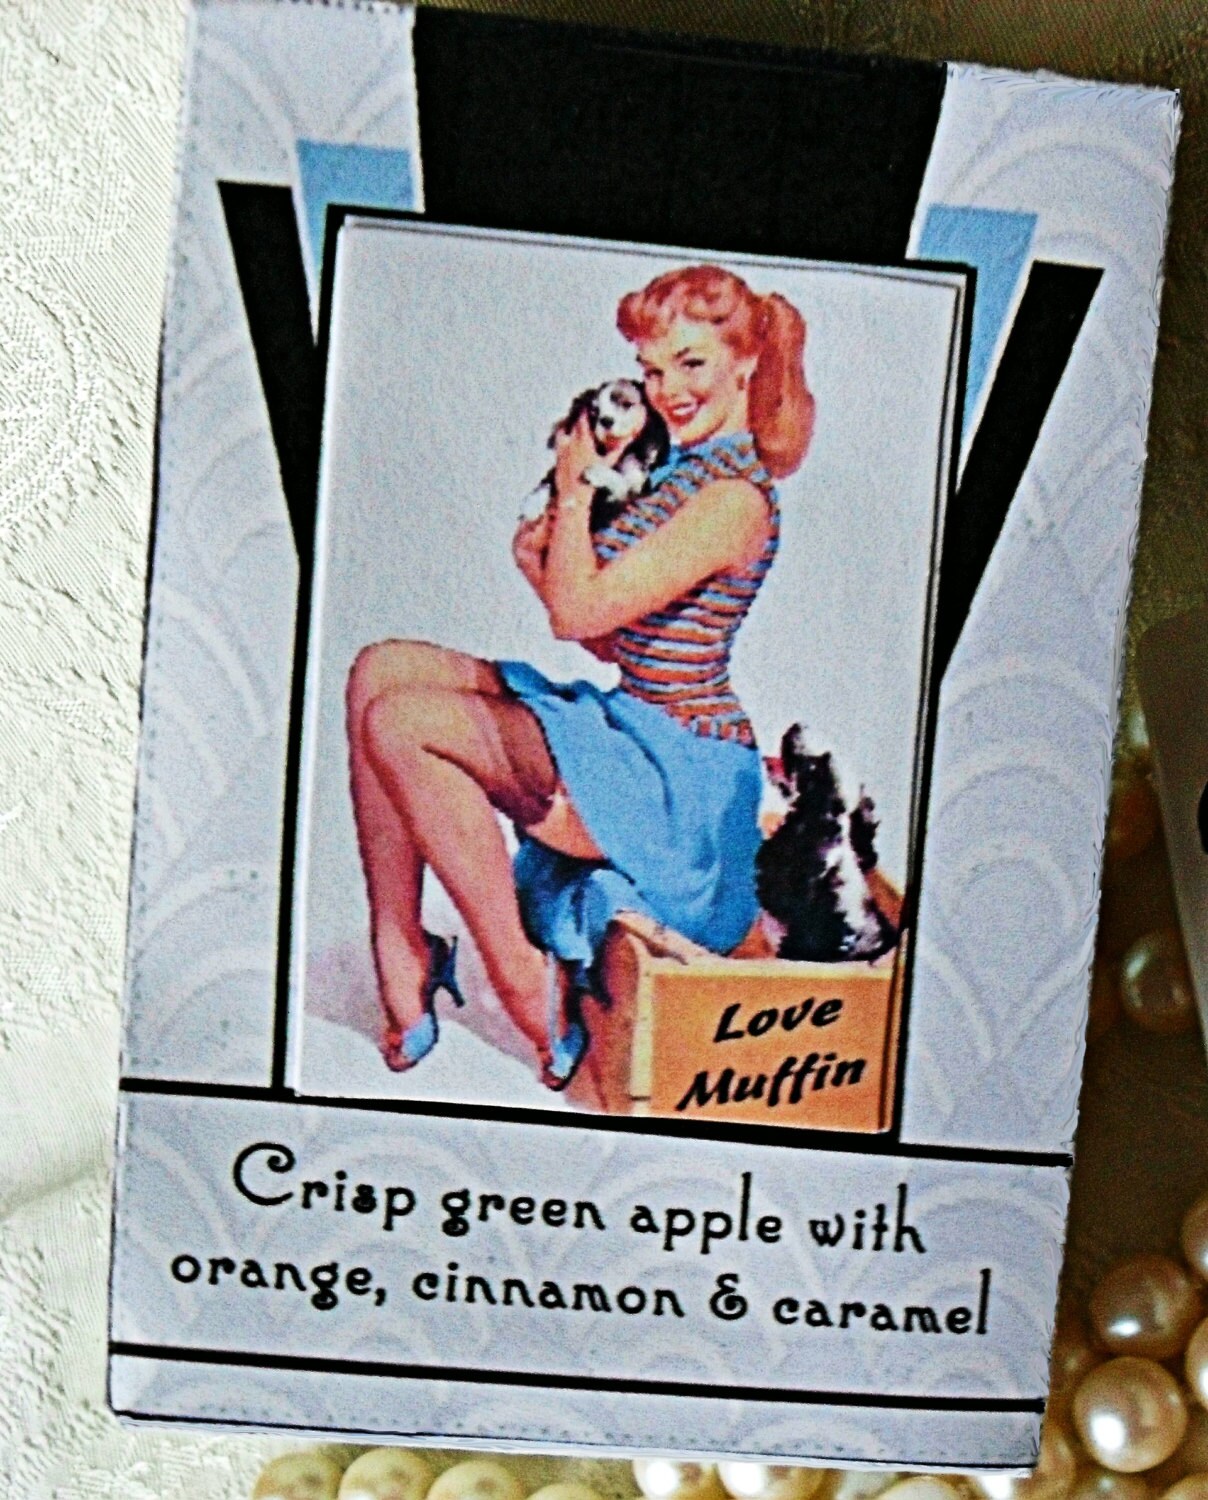 Love
Muffin
Crisp green apple with
orange, cinnamon & caramel